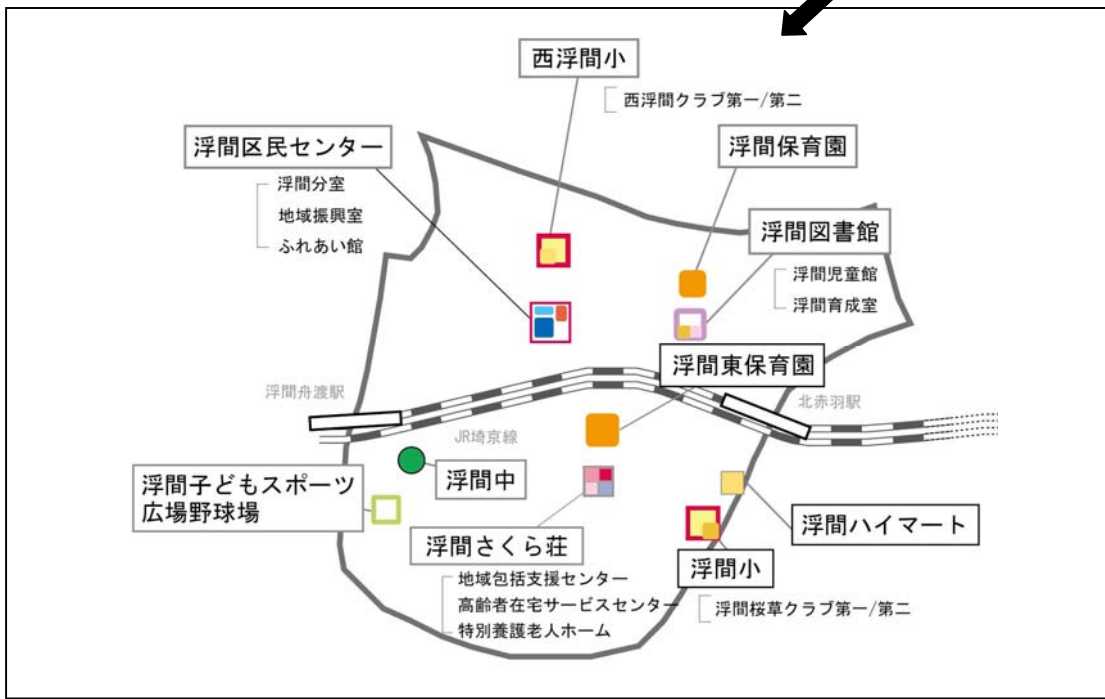 西浮間小
西浮間クラブ第一/第二
浮間区民センター
浮間分室
地域振興室
ふれあい館
浮間保育園
浮間図書館
浮間児童館
浮間育成室
浮間東保育園
浮間舟渡駅
北赤羽駅
JR埼京線
浮間中
浮間子どもスポーツ
広場野球場
浮間さくら荘
地域包括支援センター
高齢者在宅サービスセンター
特別養護老人ホーム
浮間ハイマート
浮間小
浮間桜草クラブ第一/第二